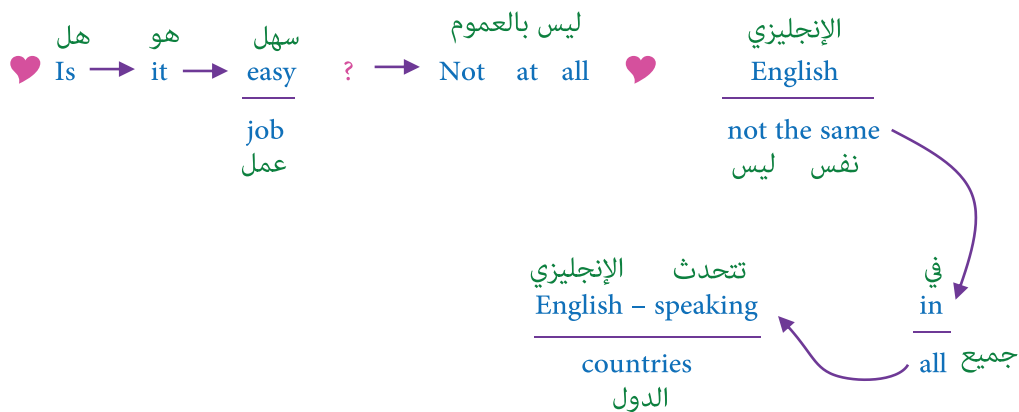 هل هو سهل ليس بالعموم الإنجليزي
Is it easy ? Not at all English
job not the same
عمل ليس نفس
الإنجليزي تتحدث في
English – speaking in
countries all جميع
الدول